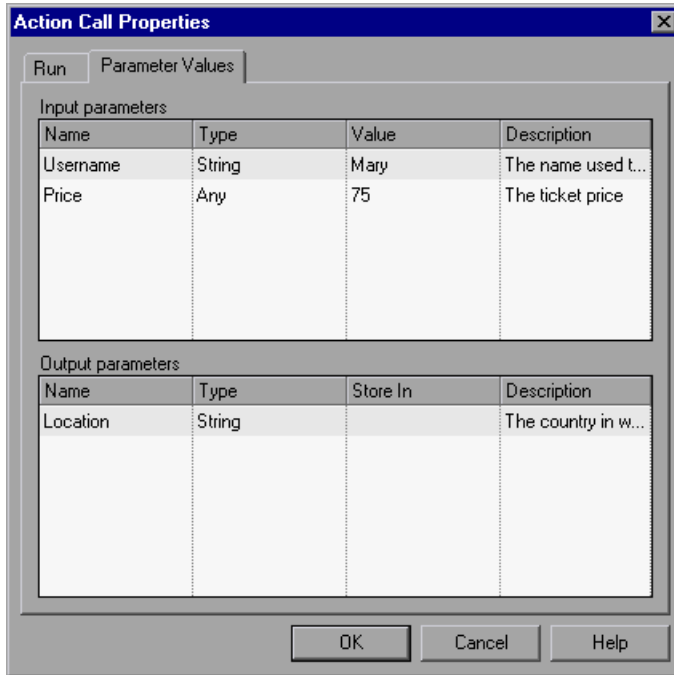 Action Call Properties
Run Parameter Values
Input parameters
Name Type Value Description
Username String Mary The name used t...
Price Any 75 The ticket price
Output parameters
Name Type Store In Description
Location String The country in w...
OK Cancel Help